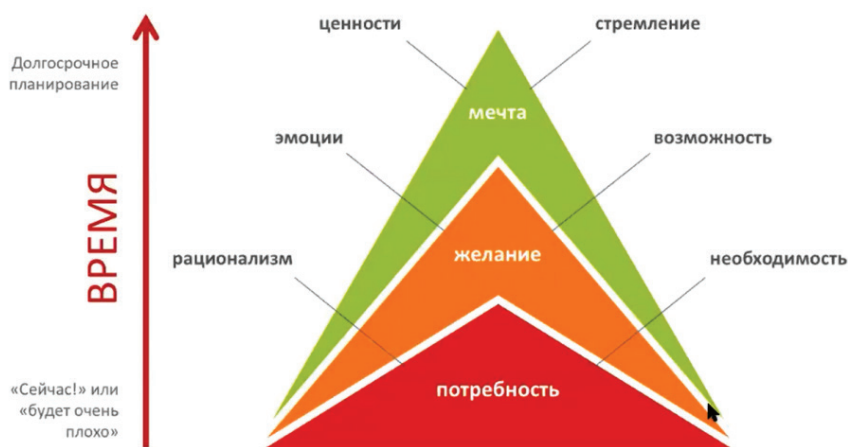 ценности
стремление
Долгосрочное
планирование
мечта
эмоции
возможность
ВРЕМЯ
рационализм
желание
необходимость
«Сейчас!» или
«будет очень
плохо»
потребность